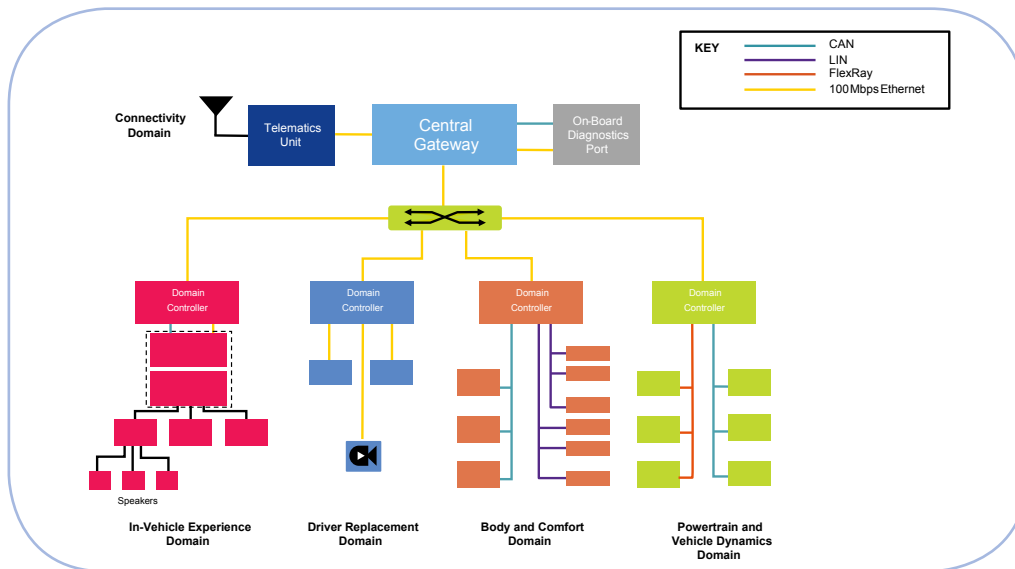 KEY
CAN
LIN
FlexRay
100Mbps Ethernet
Connectivity
Domain
Telematics
Unit
Central
Gateway
On-Board
Diagnostics
Port
Domain
Controller
Domain
Controller
Domain
Controller
Domain
Controller
Speakers
In-Vehicle Experience
Domain
Driver Replacement
Domain
Body and Comfort
Domain
Powertrain and
Vehicle Dynamics
Domain